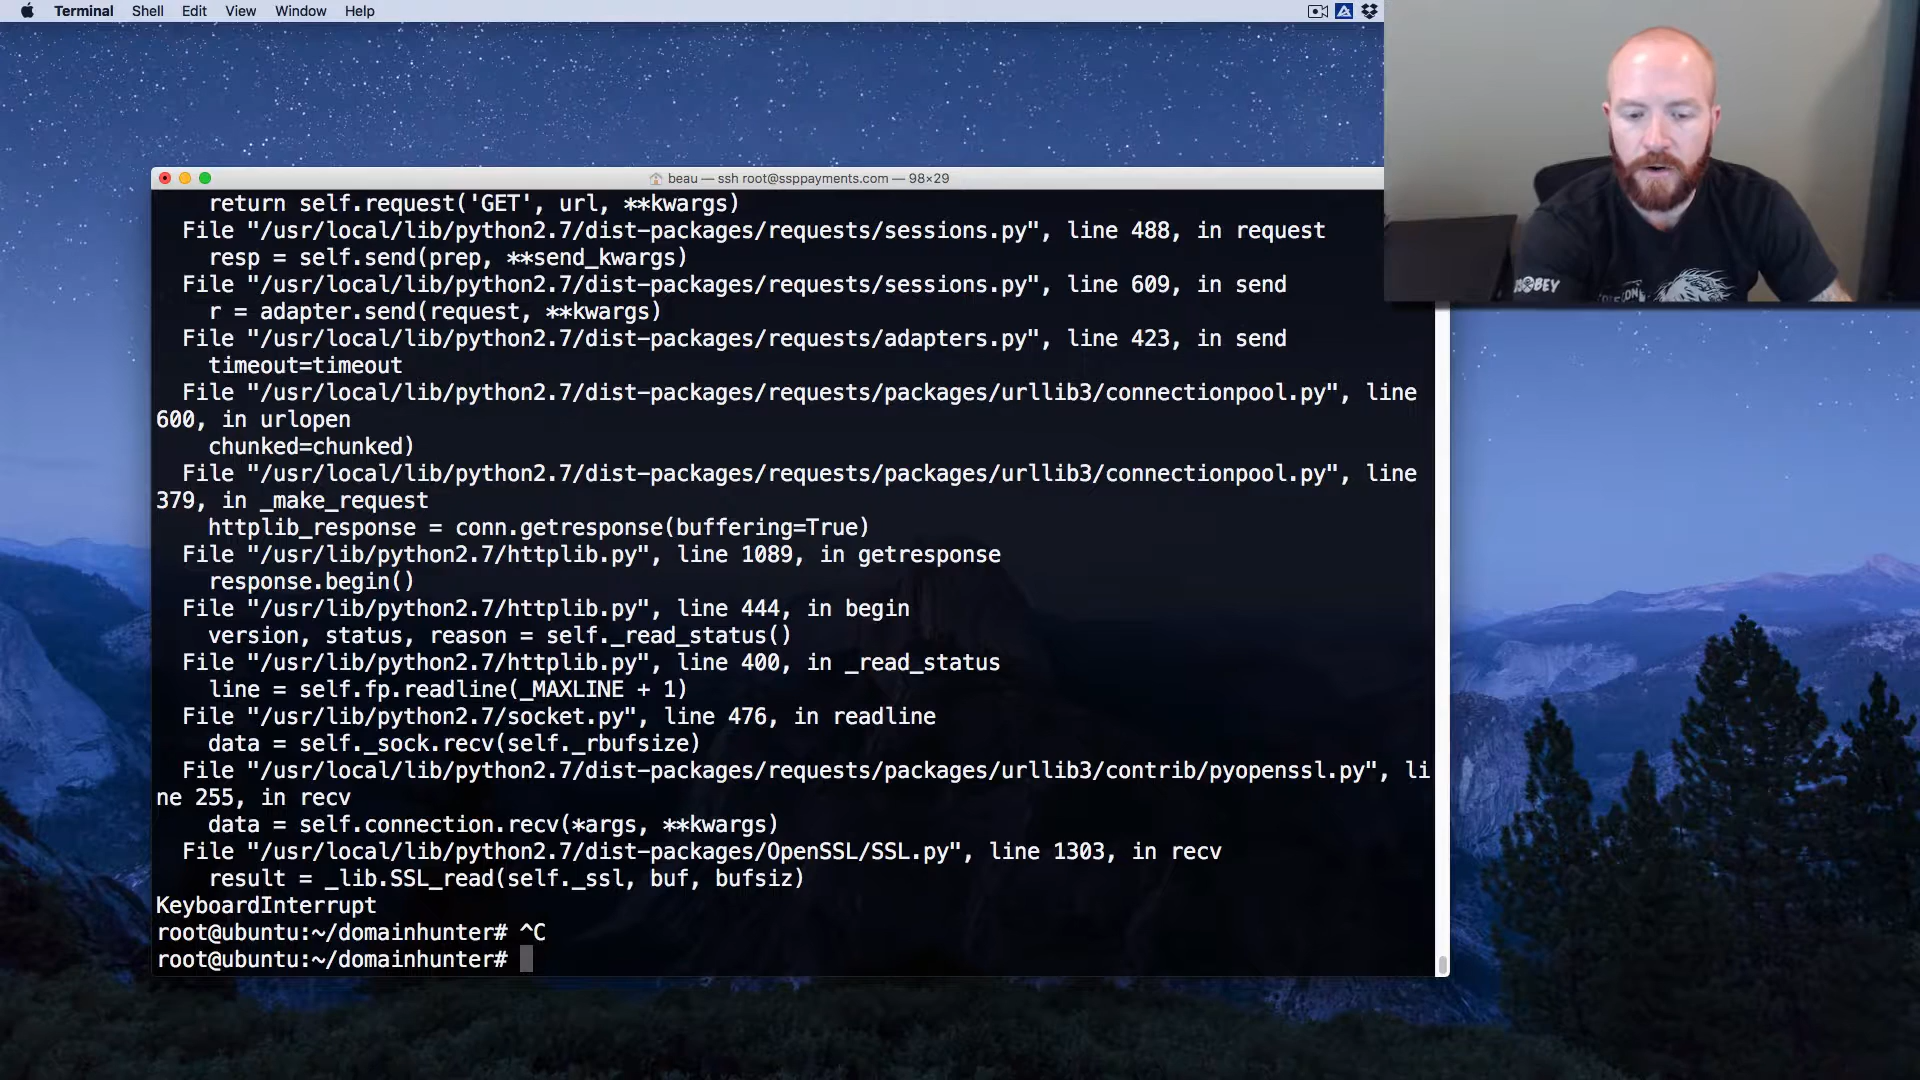 Terminal Shell Edit View Window Help
beau — ssh root@ssppayments.com — 98×29
return self.request('GET', url, **kwargs)
File "/usr/local/lib/python2.7/dist-packages/requests/sessions.py", line 488, in request
resp = self.send(prep, **send_kwargs)
File "/usr/local/lib/python2.7/dist-packages/requests/sessions.py", line 609, in send
r = adapter.send(request, **kwargs)
File "/usr/local/lib/python2.7/dist-packages/requests/adapters.py", line 423, in send
timeout=timeout
File "/usr/local/lib/python2.7/dist-packages/requests/packages/urllib3/connectionpool.py", line
600, in urlopen
chunked=chunked)
File "/usr/local/lib/python2.7/dist-packages/requests/packages/urllib3/connectionpool.py", line
379, in _make_request
httplib_response = conn.getresponse(buffering=True)
File "/usr/lib/python2.7/httplib.py", line 1089, in getresponse
response.begin()
File "/usr/lib/python2.7/httplib.py", line 444, in begin
version, status, reason = self._read_status()
File "/usr/lib/python2.7/httplib.py", line 400, in _read_status
line = self.fp.readline(_MAXLINE + 1)
File "/usr/lib/python2.7/socket.py", line 476, in readline
data = self._sock.recv(self._rbufsize)
File "/usr/local/lib/python2.7/dist-packages/requests/packages/urllib3/contrib/pyopenssl.py", li
ne 255, in recv
data = self.connection.recv(*args, **kwargs)
File "/usr/local/lib/python2.7/dist-packages/OpenSSL/SSL.py", line 1303, in recv
result = _lib.SSL_read(self._ssl, buf, bufsiz)
KeyboardInterrupt
root@ubuntu:~/domainhunter# ^C
root@ubuntu:~/domainhunter#